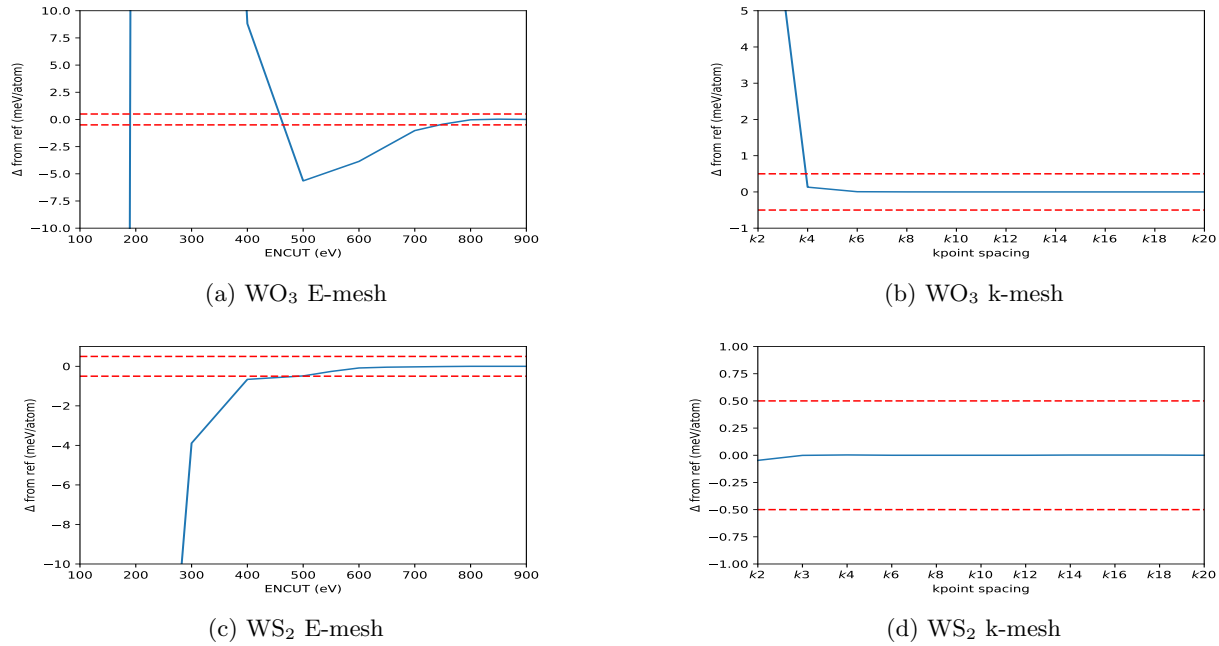 10.0
7.5
5.0
2.5
0.0
−2.5
−5.0
−7.5
−10.0
Δ from ref (meV/atom)
100 200 300 400 500 600 700 800 900
ENCUT (eV)
(a) WO₃ E-mesh
5
4
3
2
1
0
−1
Δ from ref (meV/atom)
k2 k4 k6 k8 k10 k12 k14 k16 k18 k20
kpoint spacing
(b) WO₃ k-mesh
0
−2
−4
−6
−8
−10
Δ from ref (meV/atom)
100 200 300 400 500 600 700 800 900
ENCUT (eV)
(c) WS₂ E-mesh
1.00
0.75
0.50
0.25
0.00
−0.25
−0.50
−0.75
−1.00
Δ from ref (meV/atom)
k2 k3 k4 k6 k8 k10 k12 k14 k16 k18 k20
kpoint spacing
(d) WS₂ k-mesh